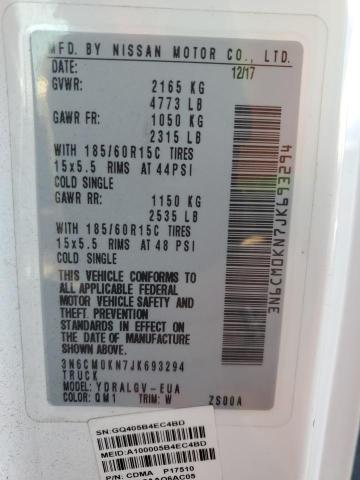 MFD. BY NISSAN MOTOR CO., LTD.
DATE: 12/17
GVWR: 2165 KG
4773 LB
GAWR FR: 1050 KG
2315 LB
WITH 185/60R15C TIRES
15x5.5 RIMS AT 44PSI
COLD SINGLE
GAWR RR: 1150 KG
2535 LB
WITH 185/60R15C TIRES
15x5.5 RIMS AT 48 PSI
COLD SINGLE
THIS VEHICLE CONFORMS TO
ALL APPLICABLE FEDERAL
MOTOR VEHICLE SAFETY AND
THEFT PREVENTION STANDARDS
IN EFFECT ON THE DATE OF
MANUFACTURE SHOWN ABOVE.
3N6CM0KN7JK693294
TRUCK
MODEL: YDRALGV-EUA
COLOR: QM1 TRIM: W ZS00A
3N6CM0KN7JK693294
SN:GQ405B4EC4BD
MEID:A100005B4EC4BD
P/N: CDMA P17510